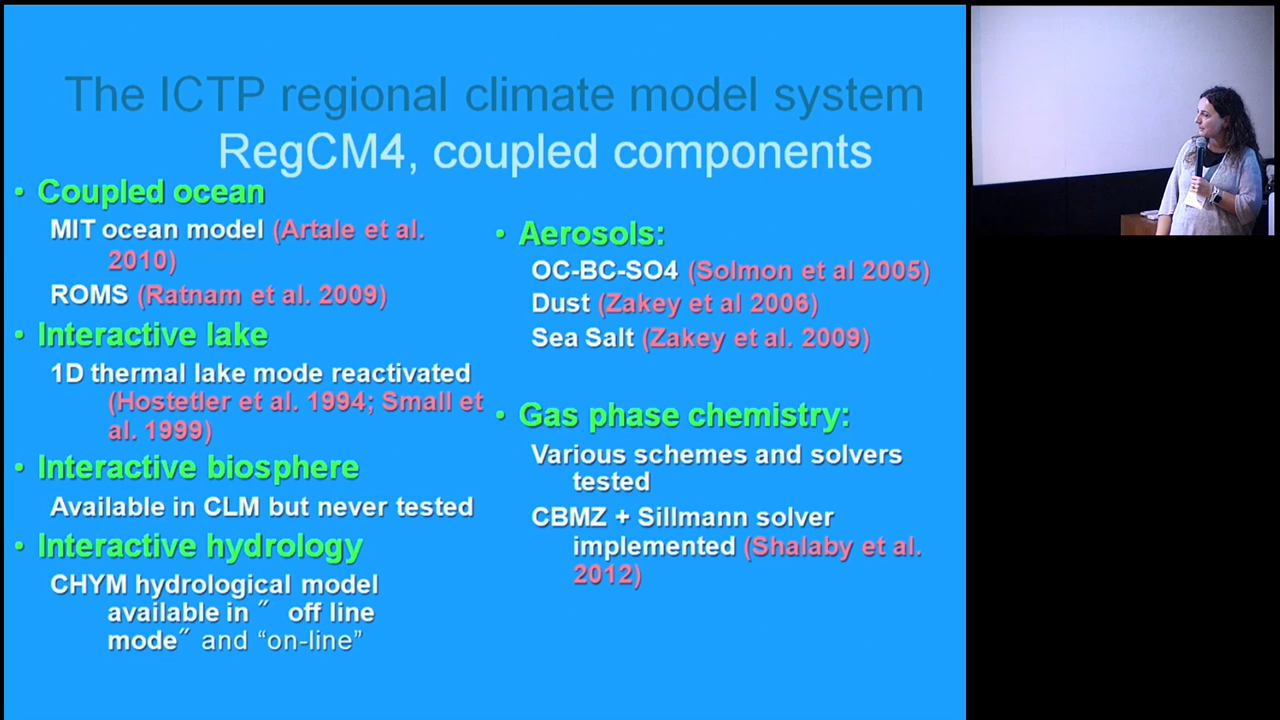 The ICTP regional climate model system
RegCM4, coupled components
• Coupled ocean
MIT ocean model (Artale et al.
2010)
ROMS (Ratnam et al. 2009)
• Interactive lake
1D thermal lake mode reactivated
(Hostetler et al. 1994; Small et
al. 1999)
• Interactive biosphere
Available in CLM but never tested
• Interactive hydrology
CHYM hydrological model
available in ˝ off line
mode˝ and “on-line”
• Aerosols:
OC-BC-SO4 (Solmon et al 2005)
Dust (Zakey et al 2006)
Sea Salt (Zakey et al. 2009)
• Gas phase chemistry:
Various schemes and solvers
tested
CBMZ + Sillmann solver
implemented (Shalaby et al.
2012)